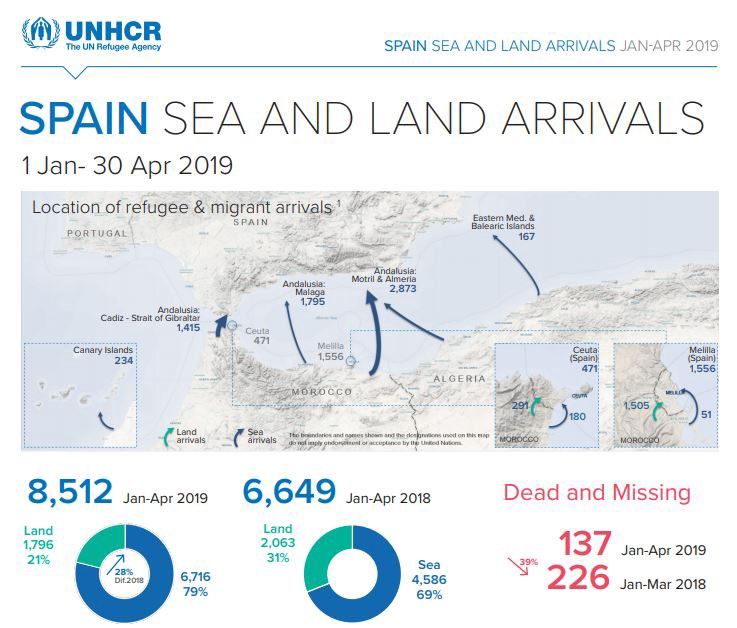 UNHCR
The UN Refugee Agency
SPAIN SEA AND LAND ARRIVALS JAN-APR 2019
SPAIN SEA AND LAND ARRIVALS
1 Jan- 30 Apr 2019
Location of refugee & migrant arrivals 1
SPAIN
PORTUGAL
Eastern Med. &
Balearic Islands
167
Andalusia:
Motril & Almeria
2,873
Andalusia:
Malaga
1,795
Andalusia:
Cadiz - Strait of Gibraltar
1,415
Ceuta
471
Melilla
1,556
Canary Islands
234
MOROCCO
ALGERIA
Ceuta
(Spain)
471
291
CEUTA
180
MOROCCO
Melilla
(Spain)
1,556
MELILLA
1,505
51
MOROCCO
Land
arrivals
Sea
arrivals
The boundaries and names shown and the designations used on this map
do not imply endorsement or acceptance by the United Nations.
8,512 Jan-Apr 2019
Land
1,796
21%
28%
Dif.2018
6,716
79%
6,649 Jan-Apr 2018
Land
2,063
31%
Sea
4,586
69%
Dead and Missing
137 Jan-Apr 2019
39%
226 Jan-Mar 2018